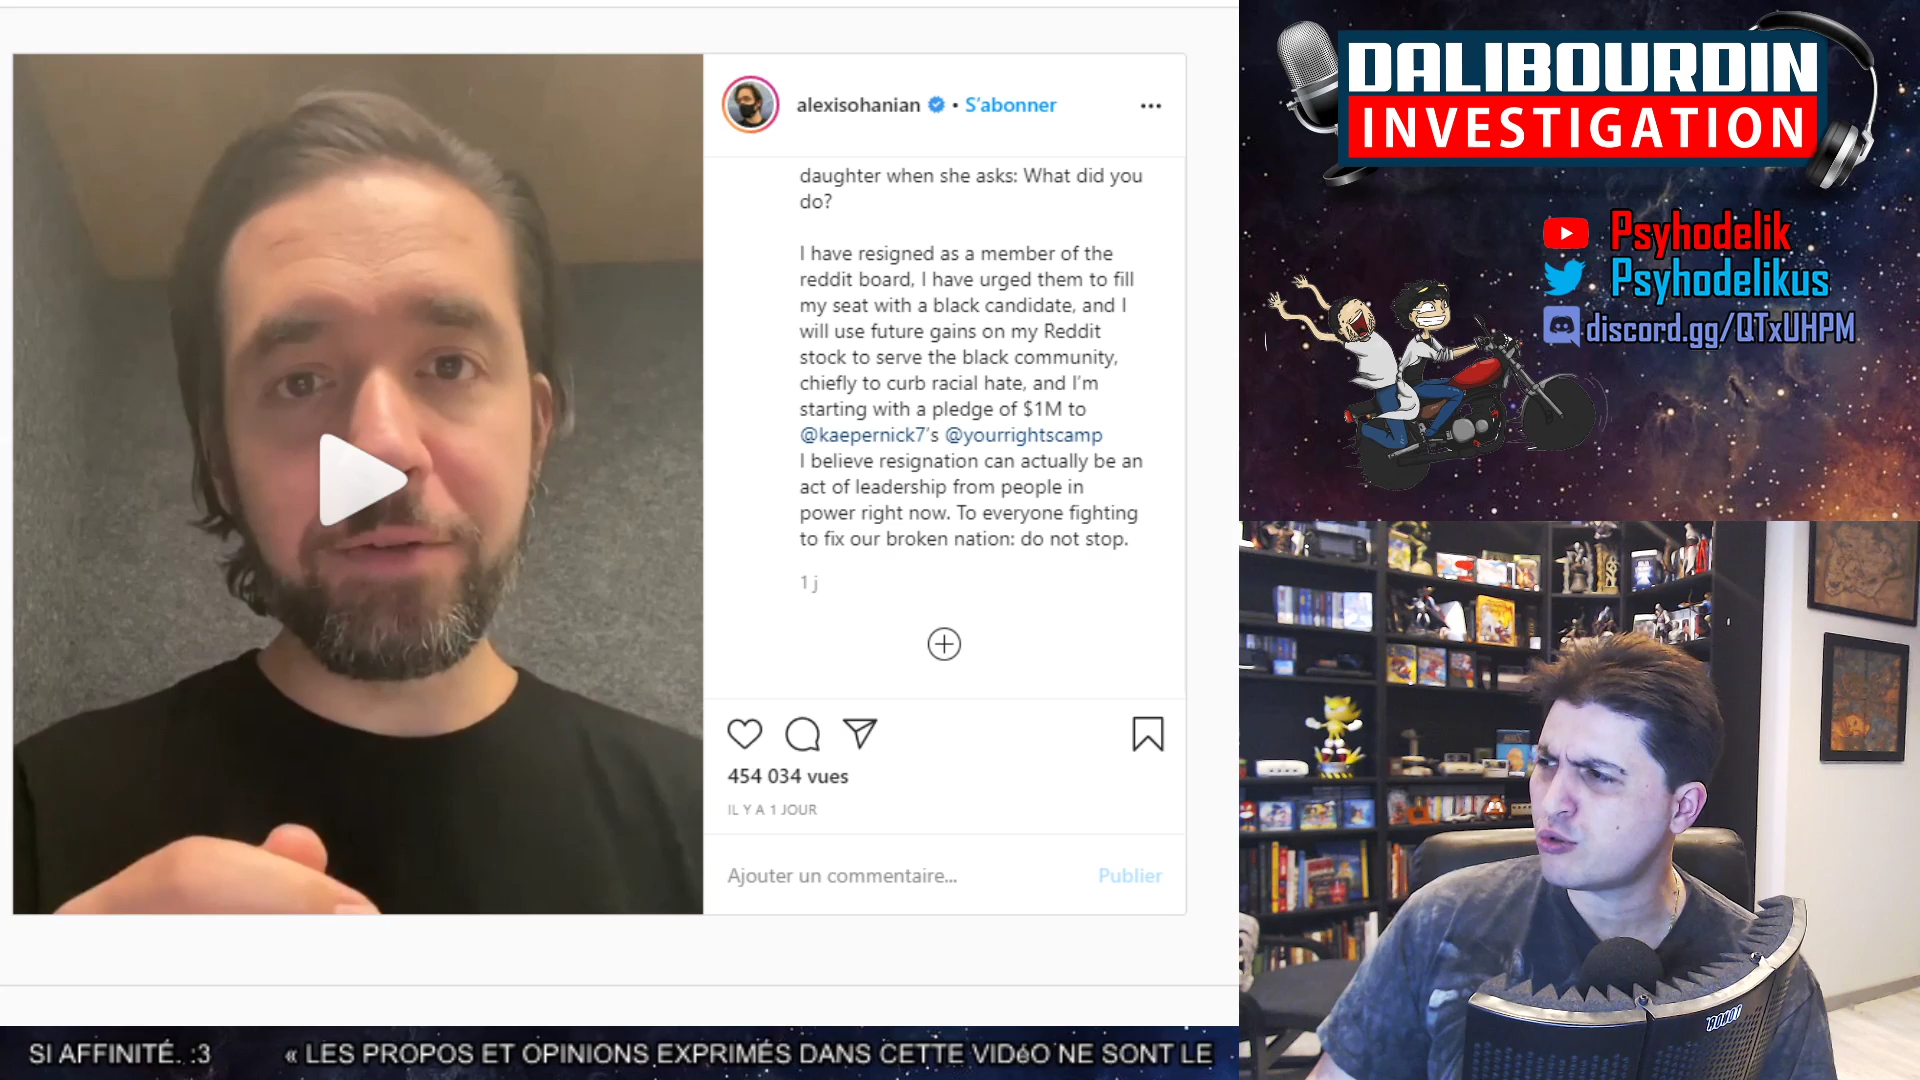 alexisohanian • S'abonner
daughter when she asks: What did you
do?
I have resigned as a member of the
reddit board, I have urged them to fill
my seat with a black candidate, and I
will use future gains on my Reddit
stock to serve the black community,
chiefly to curb racial hate, and I'm
starting with a pledge of $1M to
@kaepernick7's @yourrightscamp
I believe resignation can actually be an
act of leadership from people in
power right now. To everyone fighting
to fix our broken nation: do not stop.
1 j
454 034 vues
IL Y A 1 JOUR
Ajouter un commentaire... Publier
DALIBOURDIN
INVESTIGATION
Psyhodelik
Psyhodelikus
discord.gg/QTxUHPM
SI AFFINITÉ. :3 « LES PROPOS ET OPINIONS EXPRIMÉS DANS CETTE VIDéO NE SONT LE